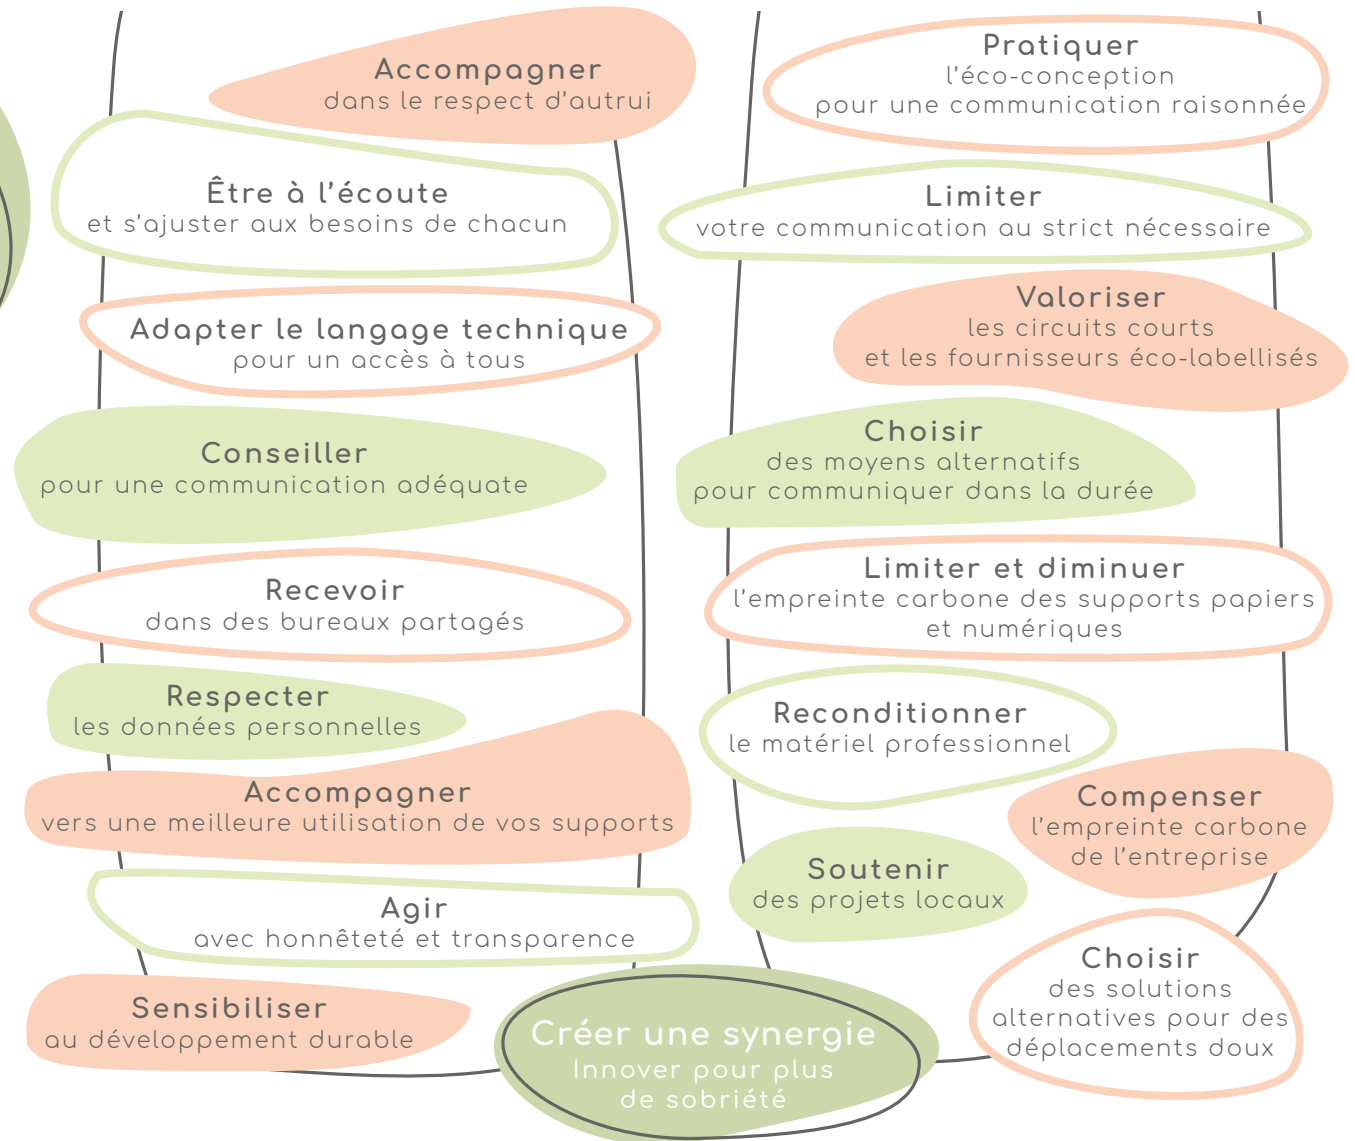 Accompagner
dans le respect d'autrui
Être à l'écoute
et s'ajuster aux besoins de chacun
Adapter le langage technique
pour un accès à tous
Conseiller
pour une communication adéquate
Recevoir
dans des bureaux partagés
Respecter
les données personnelles
Accompagner
vers une meilleure utilisation de vos supports
Agir
avec honnêteté et transparence
Sensibiliser
au développement durable
Pratiquer
l'éco-conception
pour une communication raisonnée
Limiter
votre communication au strict nécessaire
Valoriser
les circuits courts
et les fournisseurs éco-labellisés
Choisir
des moyens alternatifs
pour communiquer dans la durée
Limiter et diminuer
l'empreinte carbone des supports papiers
et numériques
Reconditionner
le matériel professionnel
Compenser
l'empreinte carbone
de l'entreprise
Soutenir
des projets locaux
Choisir
des solutions
alternatives pour des
déplacements doux
Créer une synergie
Innover pour plus
de sobriété